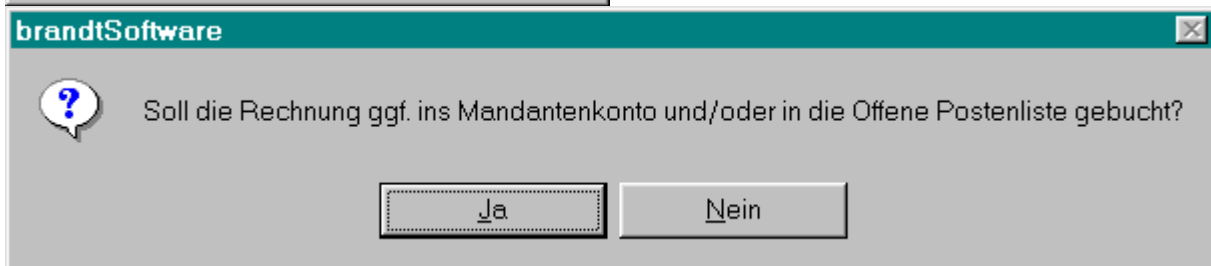 brandtSoftware
Soll die Rechnung ggf. ins Mandantenkonto und/oder in die Offene Postenliste gebucht?
Ja
Nein